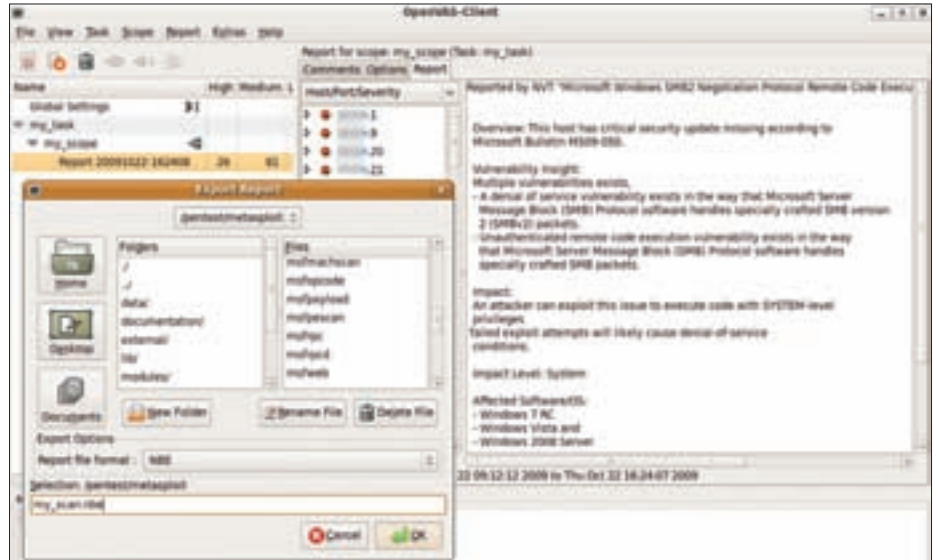 OpenVAS-Client
File View Task Scope Report Extras Help
Report for scope: my_scope (Task: my_task)
Comments Options Report
Name High Medium L
Global Settings
my_task
my_scope
Report 20091022-162408
Host/Port/Severity
.1
.20
.21
Reported by NVT "Microsoft Windows SMB2 Negotiation Protocol Remote Code Execu
Overview: This host has critical security update missing according to
Microsoft Bulletin MS09-050.
Vulnerability Insight:
Multiple vulnerabilities exists,
- A denial of service vulnerability exists in the way that Microsoft Server
Message Block (SMB) Protocol software handles specially crafted SMB version
2 (SMBv2) packets.
- Unauthenticated remote code execution vulnerability exists in the way
that Microsoft Server Message Block (SMB) Protocol software handles
specially crafted SMB packets.
Impact:
An attacker can exploit this issue to execute code with SYSTEM-level
privileges
failed exploit attempts will likely cause denial-of-service
conditions.
Impact Level: System
Affected Software/OS:
- Windows 7 RC
- Windows Vista and
- Windows 2008 Server
22 09:12:12 2009 to Thu Oct 22 16:24:07 2009
Export Report
/pentest/metasploit
Home
Desktop
Documents
Folders
./
../
data/
documentation/
external/
lib/
modules/
Files
msfmachscan
msfopcode
msfpayload
msfpescan
msfrpc
msfrpcd
msfweb
New Folder
Rename File
Delete File
Export Options
Report file format : NBE
Selection: /pentest/metasploit
my_scan.nbe
Cancel
OK